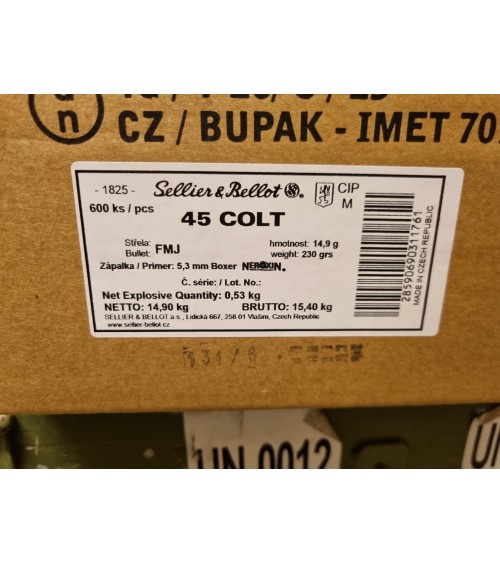 u
n
CZ / BUPAK - IMET 70
- 1825 - Sellier & Bellot S&B CIP
M
600 ks / pcs
45 COLT
Střela: FMJ hmotnost: 14,9 g
Bullet: weight: 230 grs
Zápalka / Primer: 5,3 mm Boxer NEROXIN®
Č. série: / Lot. No.:
Net Explosive Quantity: 0,53 kg
NETTO: 14,90 kg BRUTTO: 15,40 kg
SELLIER & BELLOT a.s., Lidická 667, 258 01 Vlašim, Czech Republic
www.sellier-bellot.cz
2859069031176
MADE IN CZECH REPUBLIC
UN 0012
UN